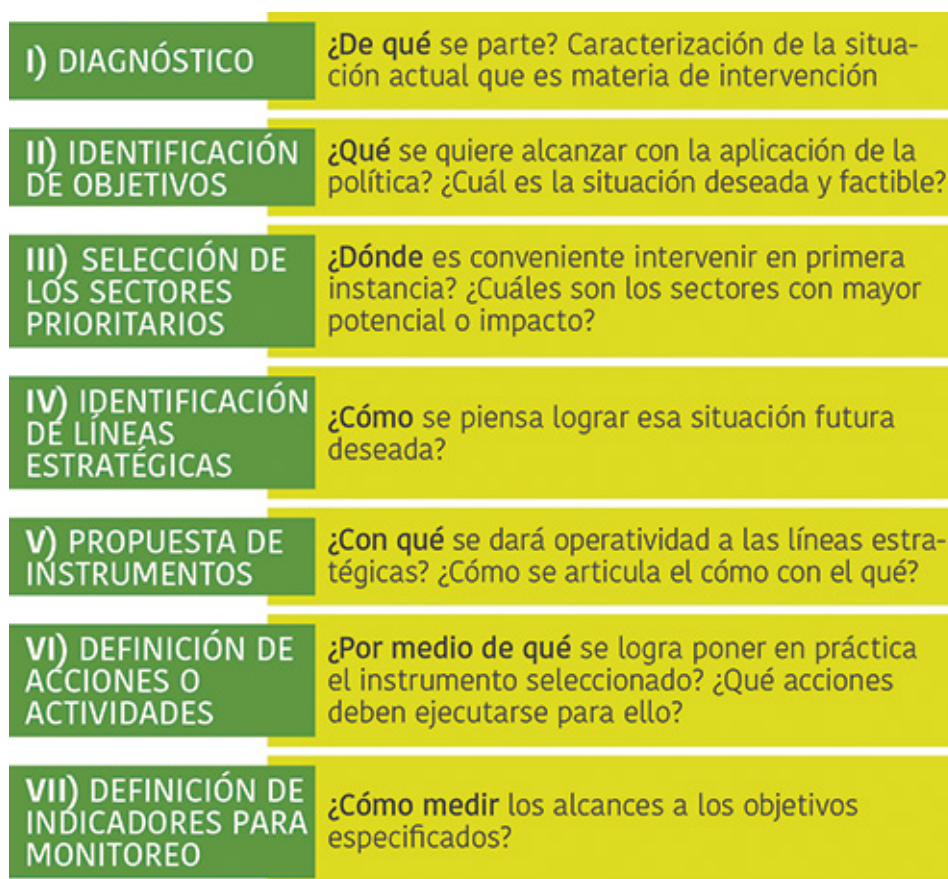 I) DIAGNÓSTICO
¿De qué se parte? Caracterización de la situa-
ción actual que es materia de intervención
II) IDENTIFICACIÓN
DE OBJETIVOS
¿Qué se quiere alcanzar con la aplicación de la
política? ¿Cuál es la situación deseada y factible?
III) SELECCIÓN DE
LOS SECTORES
PRIORITARIOS
¿Dónde es conveniente intervenir en primera
instancia? ¿Cuáles son los sectores con mayor
potencial o impacto?
IV) IDENTIFICACIÓN
DE LÍNEAS
ESTRATÉGICAS
¿Cómo se piensa lograr esa situación futura
deseada?
V) PROPUESTA DE
INSTRUMENTOS
¿Con qué se dará operatividad a las líneas estra-
tégicas? ¿Cómo se articula el cómo con el qué?
VI) DEFINICIÓN DE
ACCIONES O
ACTIVIDADES
¿Por medio de qué se logra poner en práctica
el instrumento seleccionado? ¿Qué acciones
deben ejecutarse para ello?
VII) DEFINICIÓN DE
INDICADORES PARA
MONITOREO
¿Cómo medir los alcances a los objetivos
especificados?